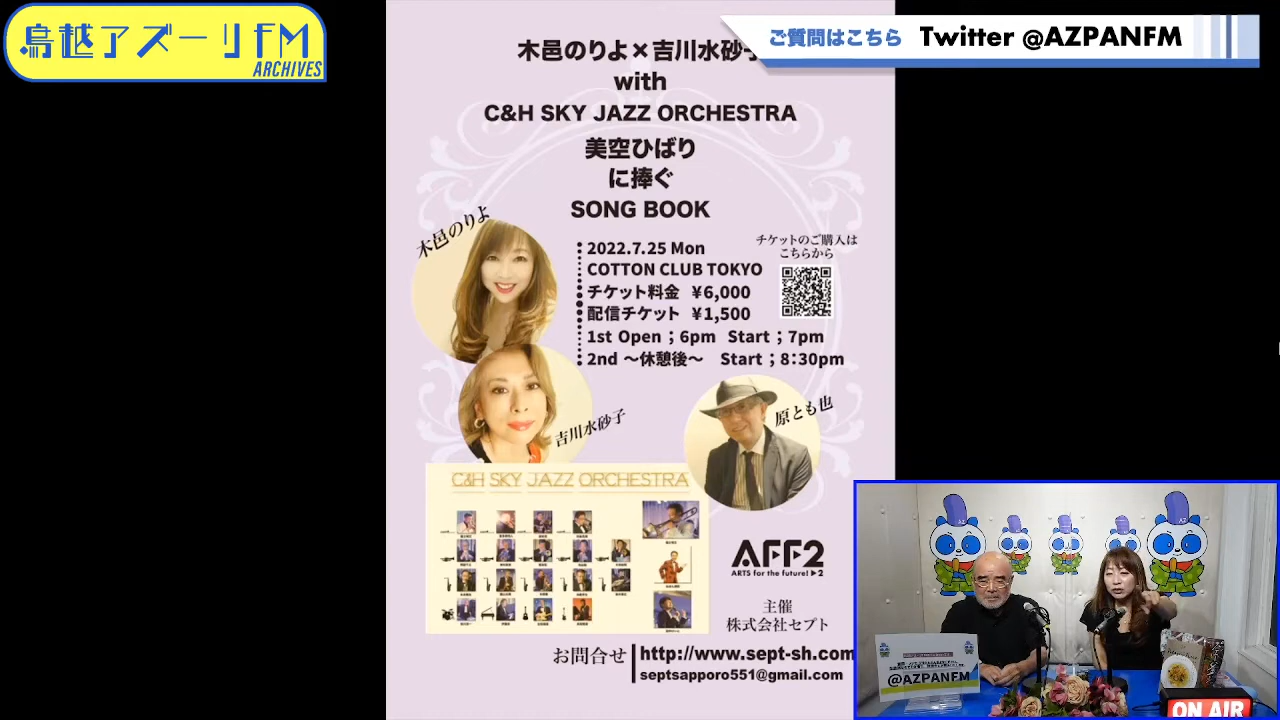 鳥越アズーリFM
ARCHIVES
ご質問はこちら Twitter @AZPANFM
木邑のりよ×吉川水砂子
with
C&H SKY JAZZ ORCHESTRA
美空ひばり
に捧ぐ
SONG BOOK
木邑のりよ
2022.7.25 Mon
COTTON CLUB TOKYO
チケット料金 ¥6,000
配信チケット ¥1,500
1st Open ; 6pm Start ; 7pm
2nd ～休憩後～ Start ; 8:30pm
チケットのご購入は
こちらから
吉川水砂子
原とも也
C&H SKY JAZZ ORCHESTRA
AFF2
ARTS for the future! ▶2
主催
株式会社セプト
お問合せ
http://www.sept-sh.com
septsapporo551@gmail.com
@AZPANFM
ON AIR